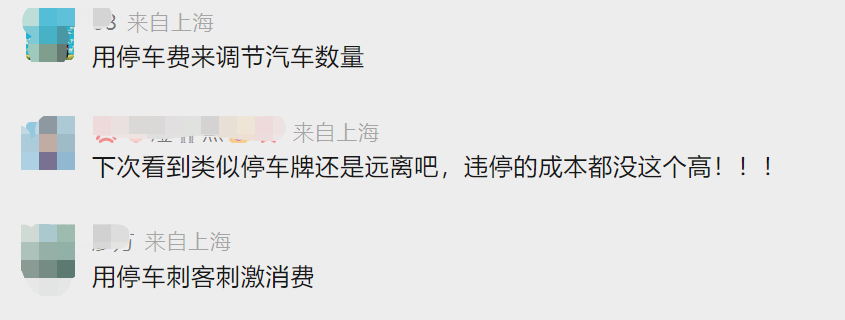 来自上海
用停车费来调节汽车数量
来自上海
下次看到类似停车牌还是远离吧，违停的成本都没这个高！！！
来自上海
用停车刺客刺激消费